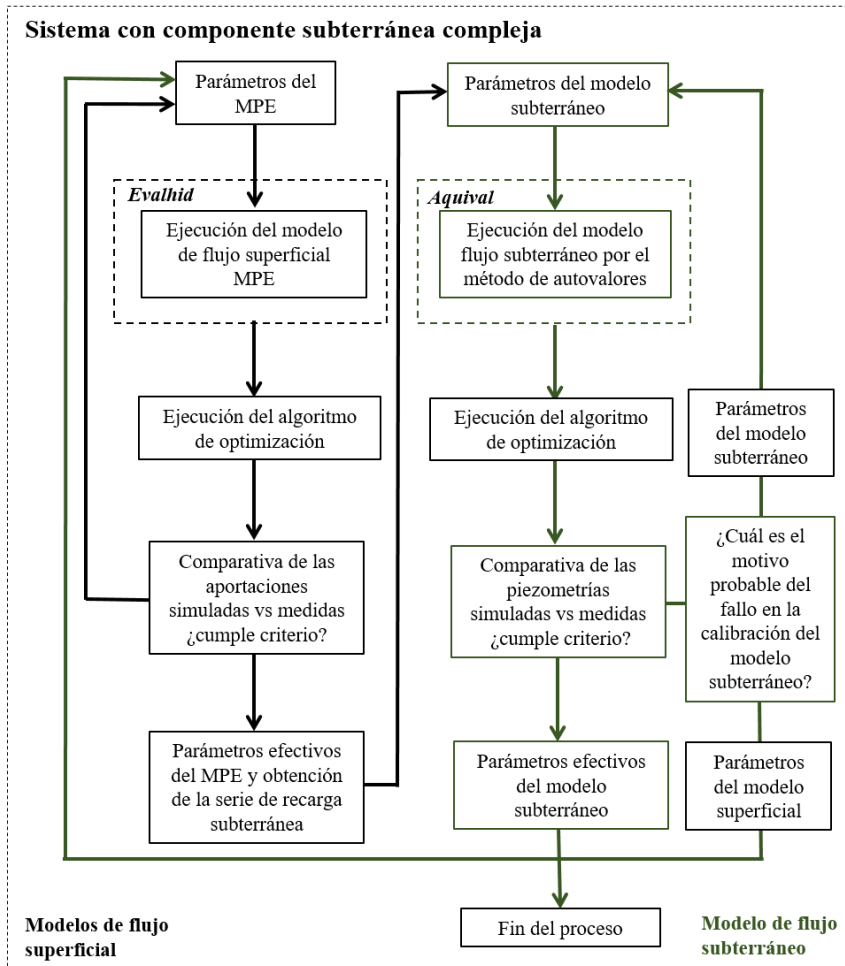 Sistema con componente subterránea compleja
Parámetros del
MPE
Evalhid
Ejecución del modelo
de flujo superficial
MPE
Ejecución del algoritmo
de optimización
Comparativa de las
aportaciones
simuladas vs medidas
¿cumple criterio?
Parámetros efectivos
del MPE y obtención
de la serie de recarga
subterránea
Parámetros del modelo
subterráneo
Aquival
Ejecución del modelo
flujo subterráneo por el
método de autovalores
Ejecución del algoritmo
de optimización
Comparativa de las
piezometrías
simuladas vs medidas
¿cumple criterio?
Parámetros efectivos
del modelo
subterráneo
Fin del proceso
Parámetros
del modelo
subterráneo
¿Cuál es el
motivo
probable del
fallo en la
calibración del
modelo
subterráneo?
Parámetros
del modelo
superficial
Modelos de flujo
superficial
Modelo de flujo
subterráneo